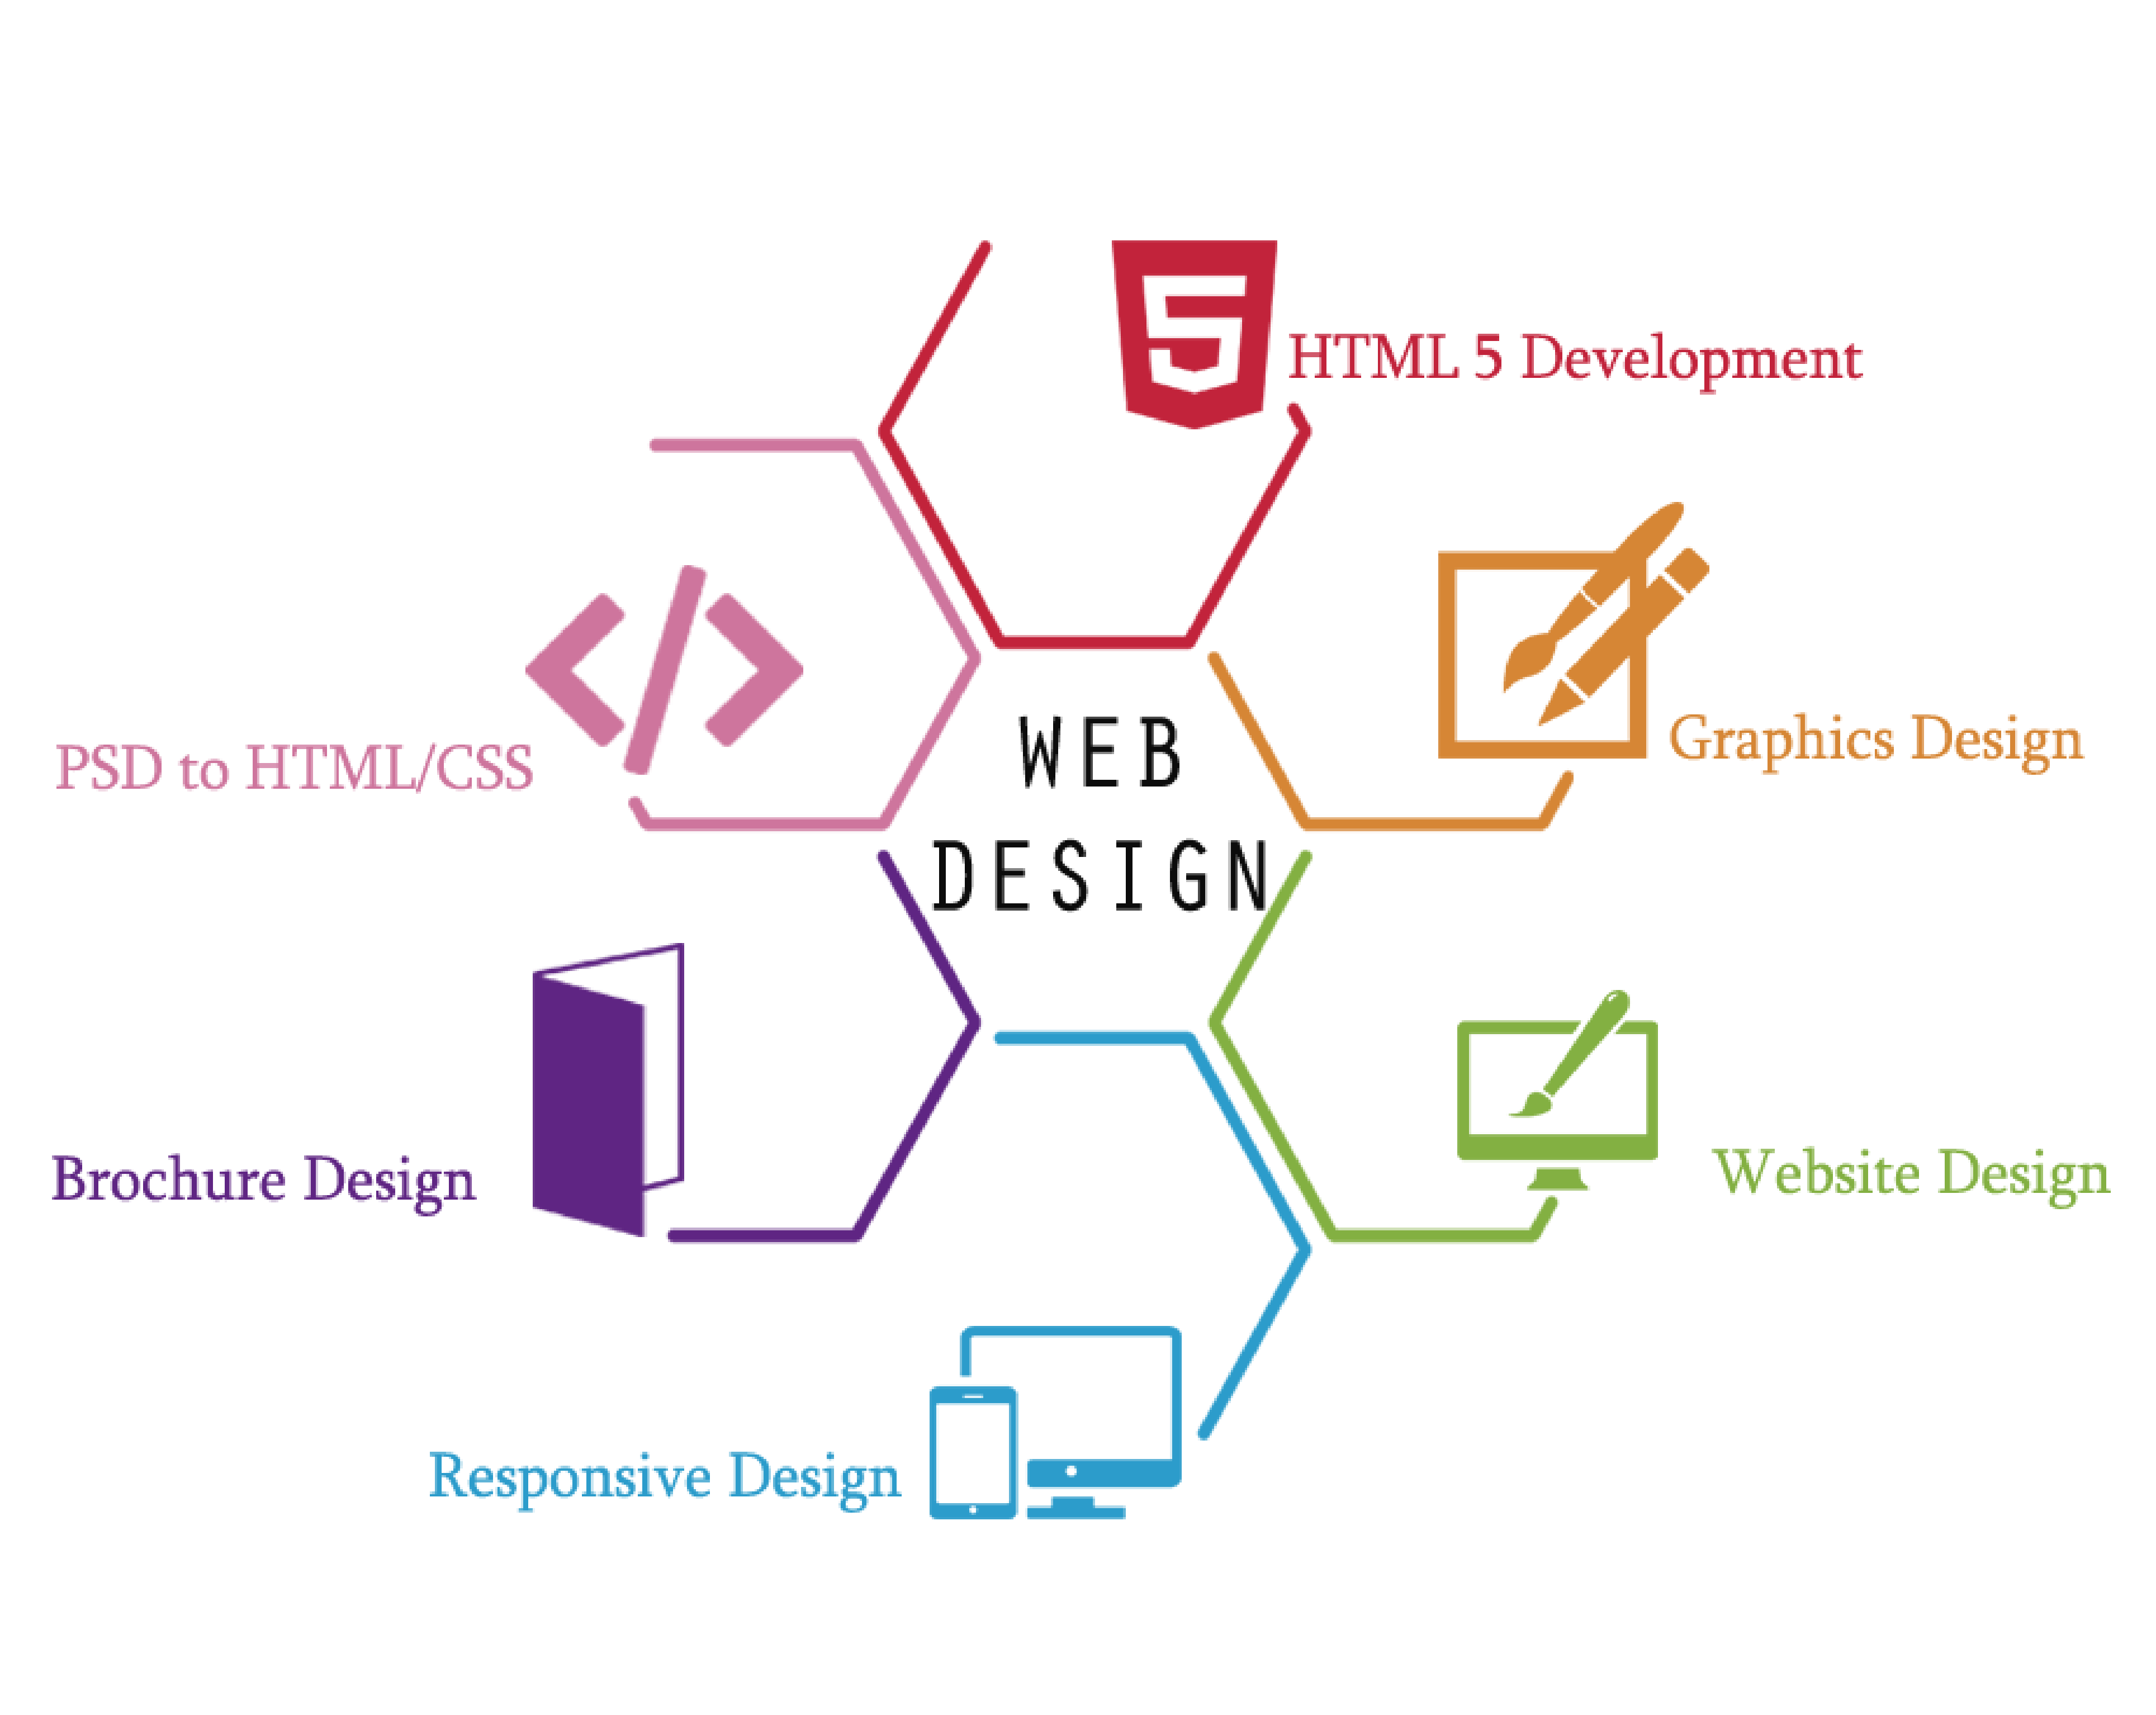 HTML 5 Development
Graphics Design
PSD to HTML/CSS
WEB
DESIGN
Brochure Design
Website Design
Responsive Design